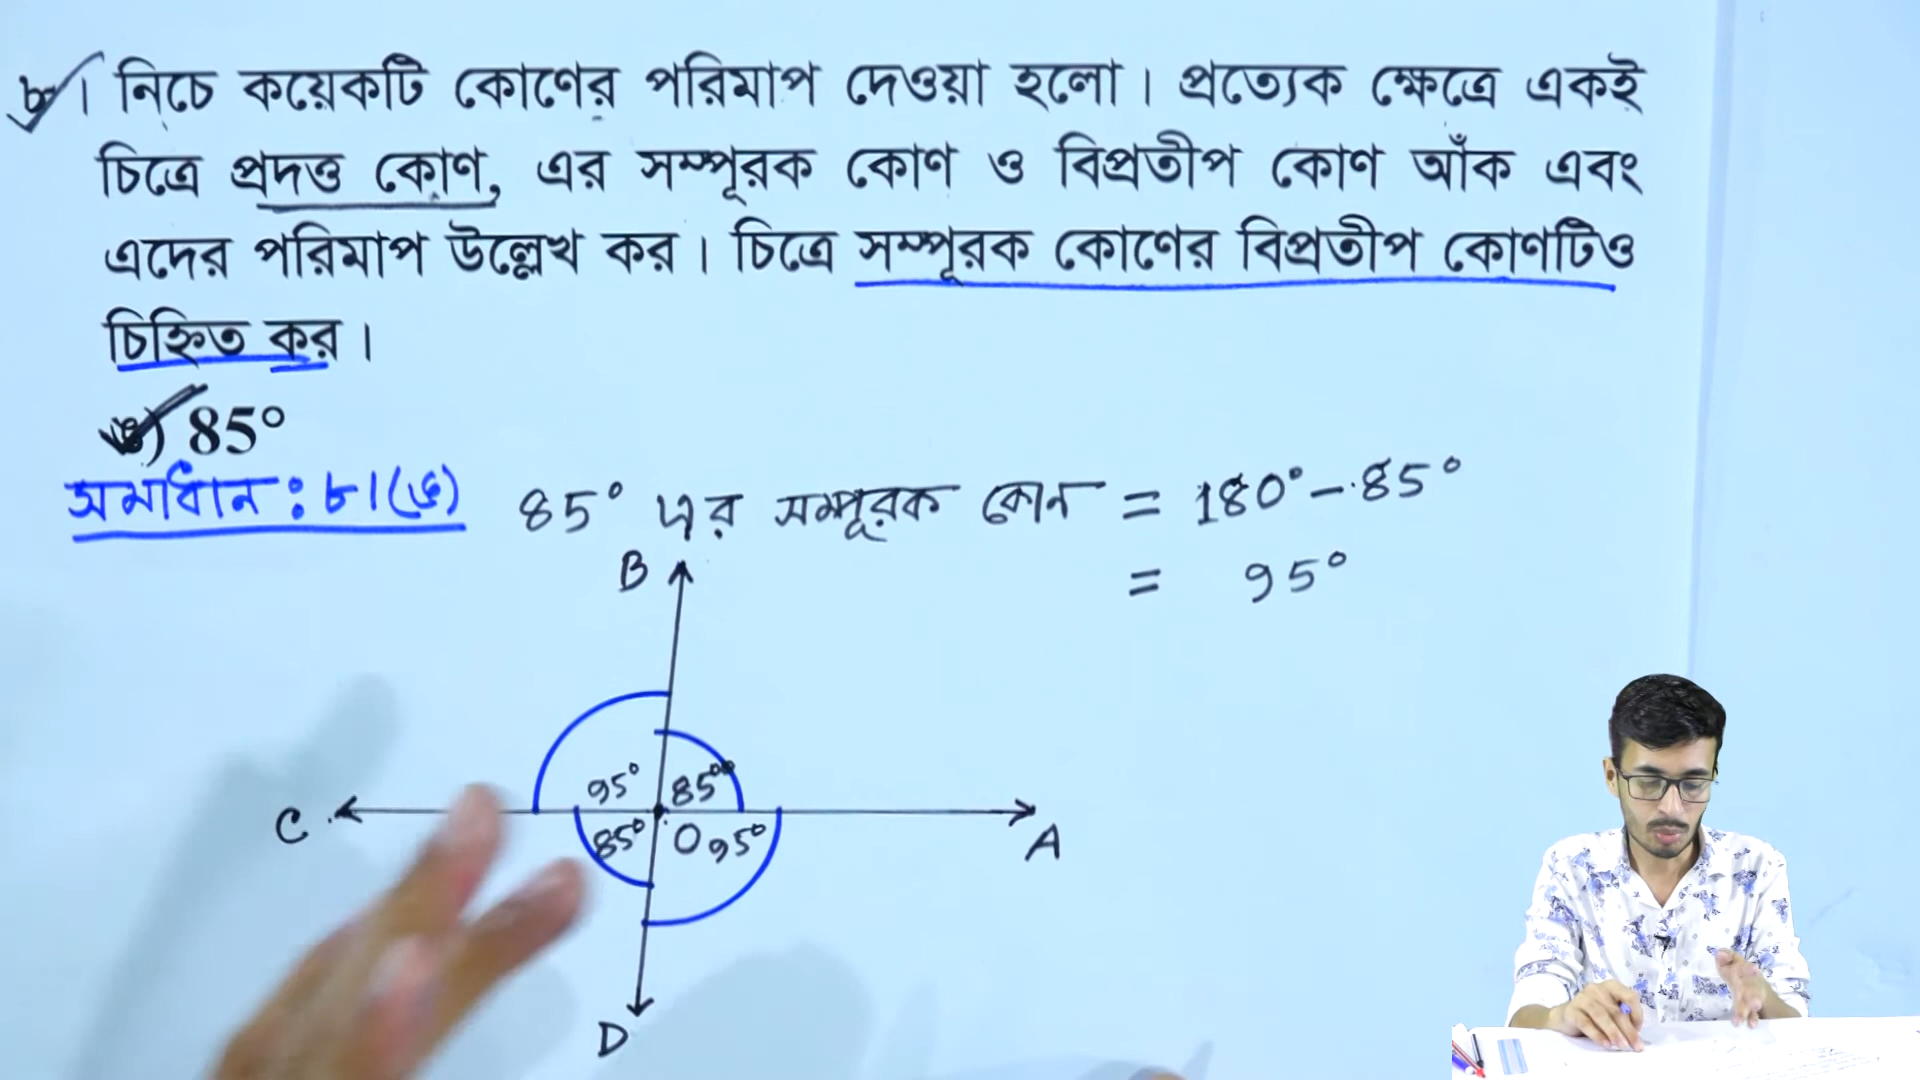 ৮। নিচে কয়েকটি কোণের পরিমাপ দেওয়া হলো। প্রত্যেক ক্ষেত্রে একই
চিত্রে প্রদত্ত কোণ, এর সম্পূরক কোণ ও বিপ্রতীপ কোণ আঁক এবং
এদের পরিমাপ উল্লেখ কর। চিত্রে সম্পূরক কোণের বিপ্রতীপ কোণটিও
চিহ্নিত কর।
ঙ) 85°
সমাধান: ৮।(ঙ) 85° এর সম্পূরক কোন = 180° - 85°
= 95°
B
95° 85°
C A
85° O 95°
D